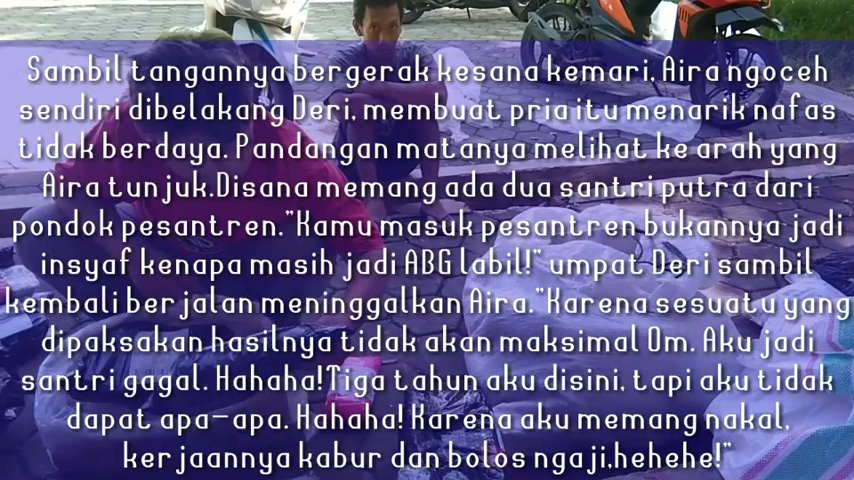 Sambil tangannya bergerak kesana kemari, Aira ngoceh
sendiri dibelakang Deri, membuat pria itu menarik nafas
tidak berdaya. Pandangan matanya melihat ke arah yang
Aira tunjuk.Disana memang ada dua santri putra dari
pondok pesantren."Kamu masuk pesantren bukannya jadi
insyaf kenapa masih jadi ABG labil!" umpat Deri sambil
kembali berjalan meninggalkan Aira."Karena sesuatu yang
dipaksakan hasilnya tidak akan maksimal Om. Aku jadi
santri gagal. Hahaha!Tiga tahun aku disini, tapi aku tidak
dapat apa-apa. Hahaha! Karena aku memang nakal,
kerjaannya kabur dan bolos ngaji,hehehe!"